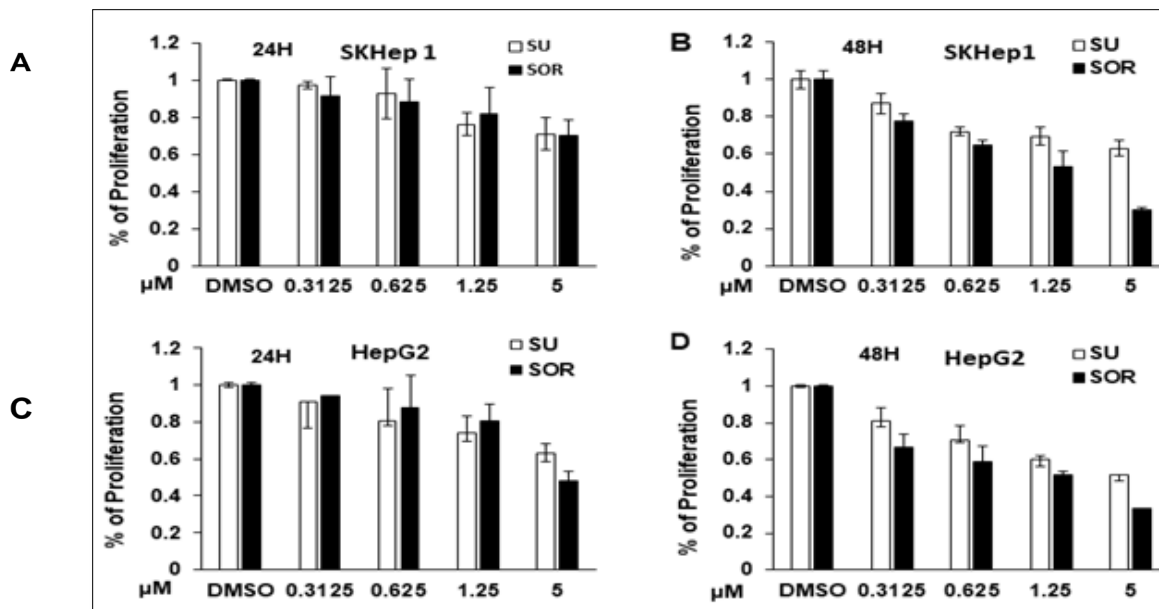 A
24H
SKHep 1
SU
SOR
% of Proliferation
1.2
1
0.8
0.6
0.4
0.2
0
µM
DMSO 0.3125 0.625 1.25 5
B
48H
SKHep1
SU
SOR
% of Proliferation
1.2
1
0.8
0.6
0.4
0.2
0
µM
DMSO 0.3125 0.625 1.25 5
C
24H
HepG2
SU
SOR
% of Proliferation
1.2
1
0.8
0.6
0.4
0.2
0
µM
DMSO 0.3125 0.625 1.25 5
D
48H
HepG2
SU
SOR
% of Proliferation
1.2
1
0.8
0.6
0.4
0.2
0
µM
DMSO 0.3125 0.625 1.25 5